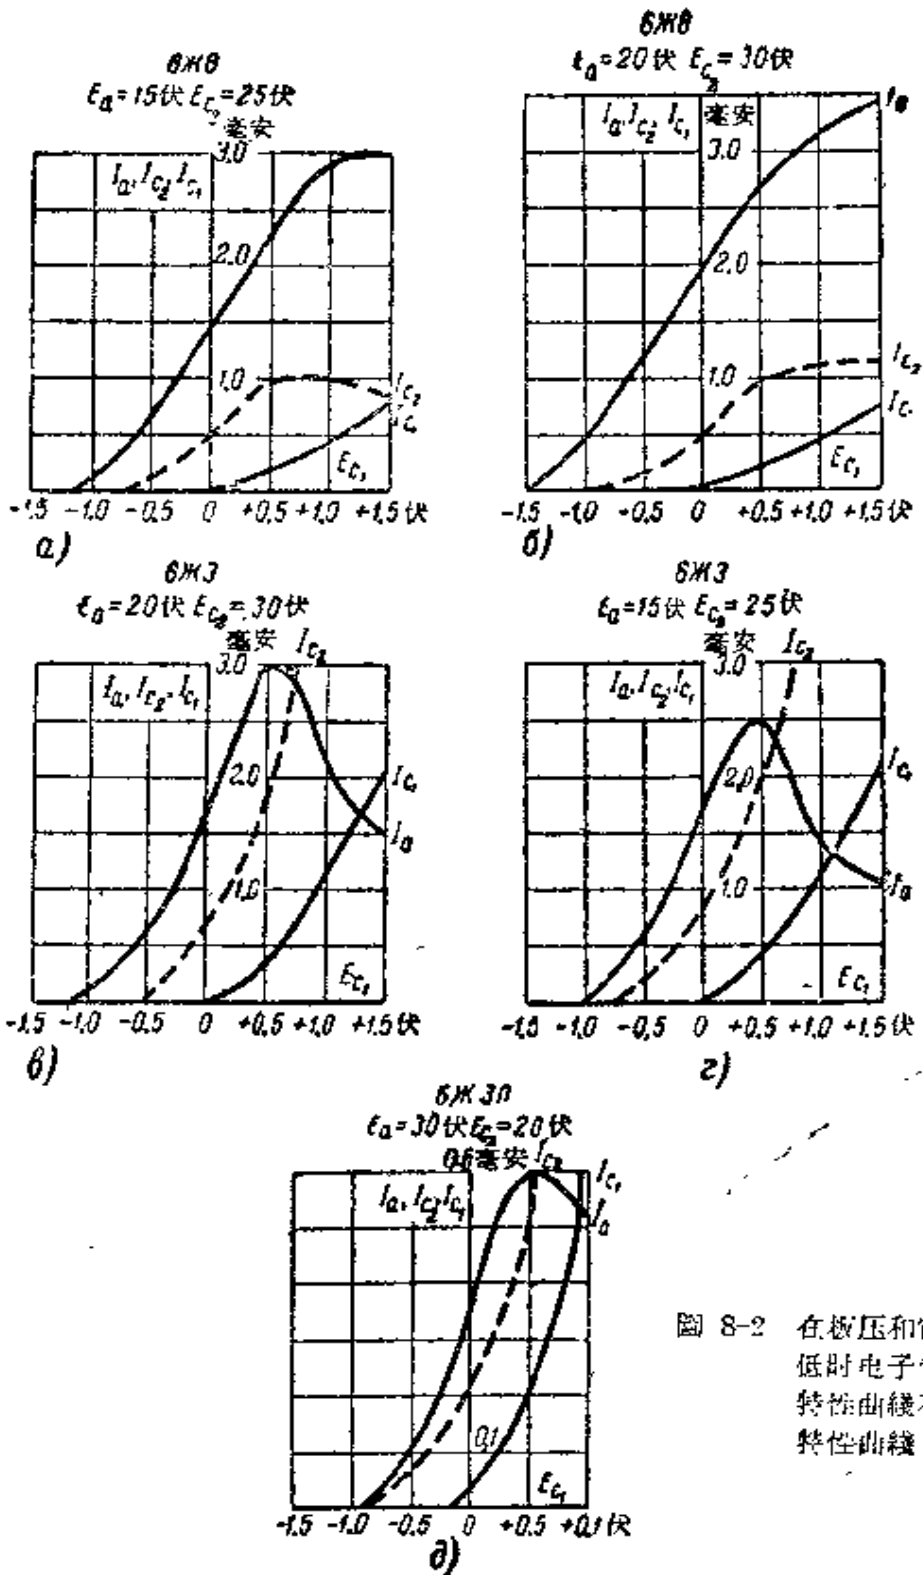 6Ж8
Ea=15伏 Ec₂=25伏
毫安
3.0
Ia, Ic₂, Ic₁
2.0
1.0
Ic₂
Ic₁
Ec₁
-1.5 -1.0 -0.5 0 +0.5 +1.0 +1.5伏
а)
6Ж8
Ea=20伏 Ec₂=30伏
Ia, Ic₂, Ic₁ 毫安
Ia
3.0
2.0
1.0
Ic₂
Ic₁
Ec₁
-1.5 -1.0 -0.5 0 +0.5 +1.0 +1.5伏
б)
6Ж3
Ea=20伏 Ec₂=30伏
毫安 Ic₂
3.0
Ia, Ic₂, Ic₁
2.0
Ic₁
Ia
1.0
Ec₁
-1.5 -1.0 -0.5 0 +0.5 +1.0 +1.5伏
в)
6Ж3
Ea=15伏 Ec₂=25伏
毫安 Ic₂
3.0
Ia, Ic₂, Ic₁
2.0
Ic₁
1.0
Ia
Ec₁
-1.5 -1.0 -0.5 0 +0.5 +1.0 +1.5伏
г)
6Ж3П
Ea=30伏 Ec₂=20伏
0.6毫安 Ic₂
Ia, Ic₂, Ic₁
Ic₁
Ia
0.1
Ec₁
-1.5 -1.0 -0.5 0 +0.5 +0.1伏
д)
圖 8-2 在板压和
低时电子
特性曲綫
特性曲綫